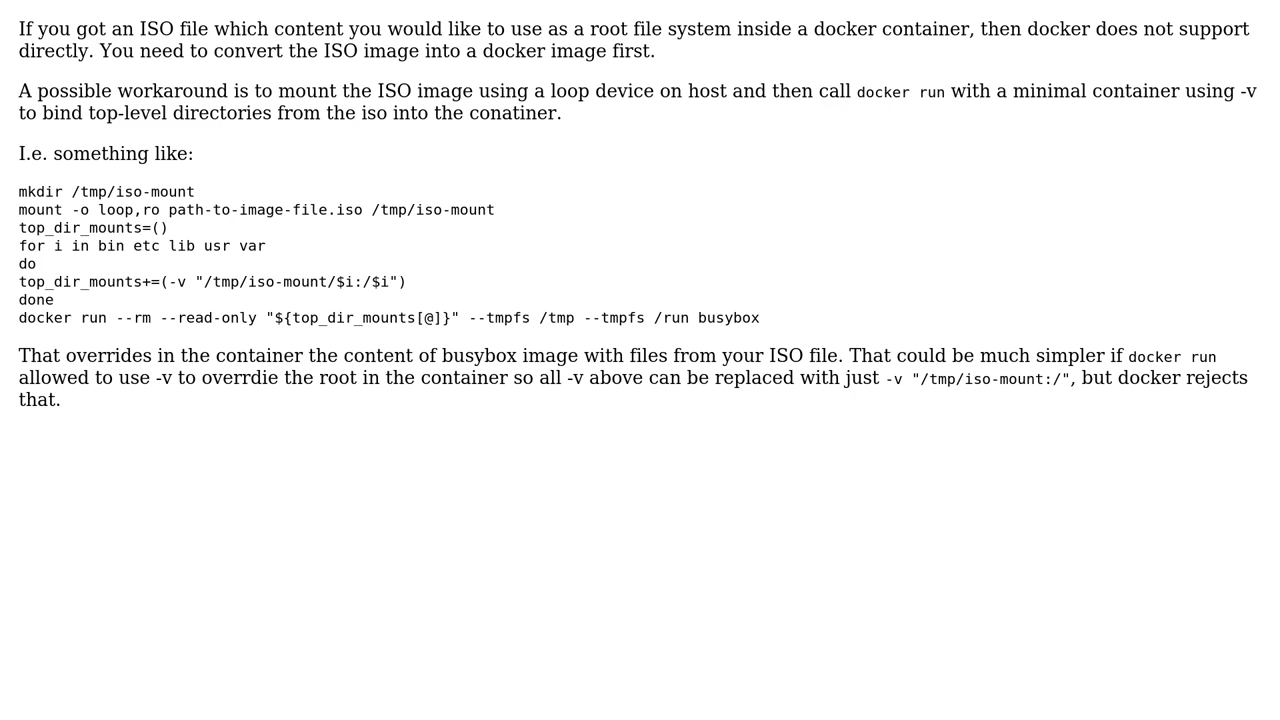 If you got an ISO file which content you would like to use as a root file system inside a docker container, then docker does not support
directly. You need to convert the ISO image into a docker image first.
A possible workaround is to mount the ISO image using a loop device on host and then call docker run with a minimal container using -v
to bind top-level directories from the iso into the conatiner.
I.e. something like:
mkdir /tmp/iso-mount
mount -o loop,ro path-to-image-file.iso /tmp/iso-mount
top_dir_mounts=()
for i in bin etc lib usr var
do
top_dir_mounts+=(-v "/tmp/iso-mount/$i:/$i")
done
docker run --rm --read-only "${top_dir_mounts[@]}" --tmpfs /tmp --tmpfs /run busybox
That overrides in the container the content of busybox image with files from your ISO file. That could be much simpler if docker run
allowed to use -v to overrdie the root in the container so all -v above can be replaced with just -v "/tmp/iso-mount:/", but docker rejects
that.